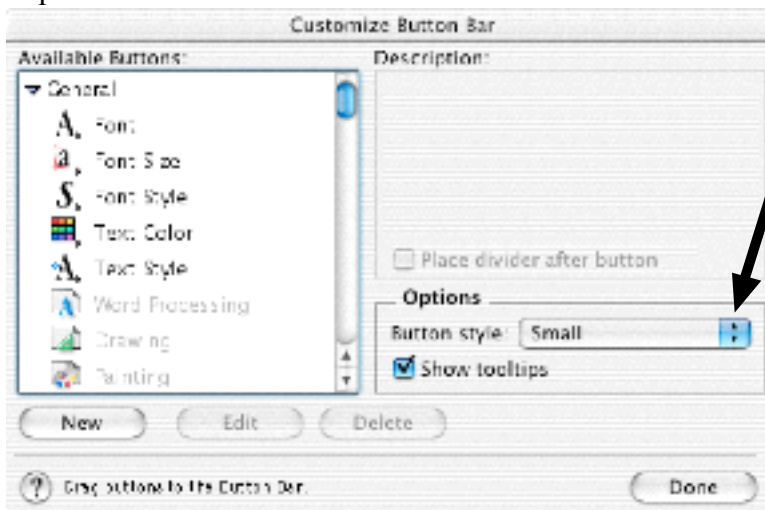 Customize Button Bar
Available Buttons:
Description:
General
Font
Font Size
Font Style
Text Color
Text Style
Word Processing
Drawing
Painting
Place divider after button
Options
Button style: Small
Show tooltips
New
Edit
Delete
? Drag buttons to the Button Bar.
Done